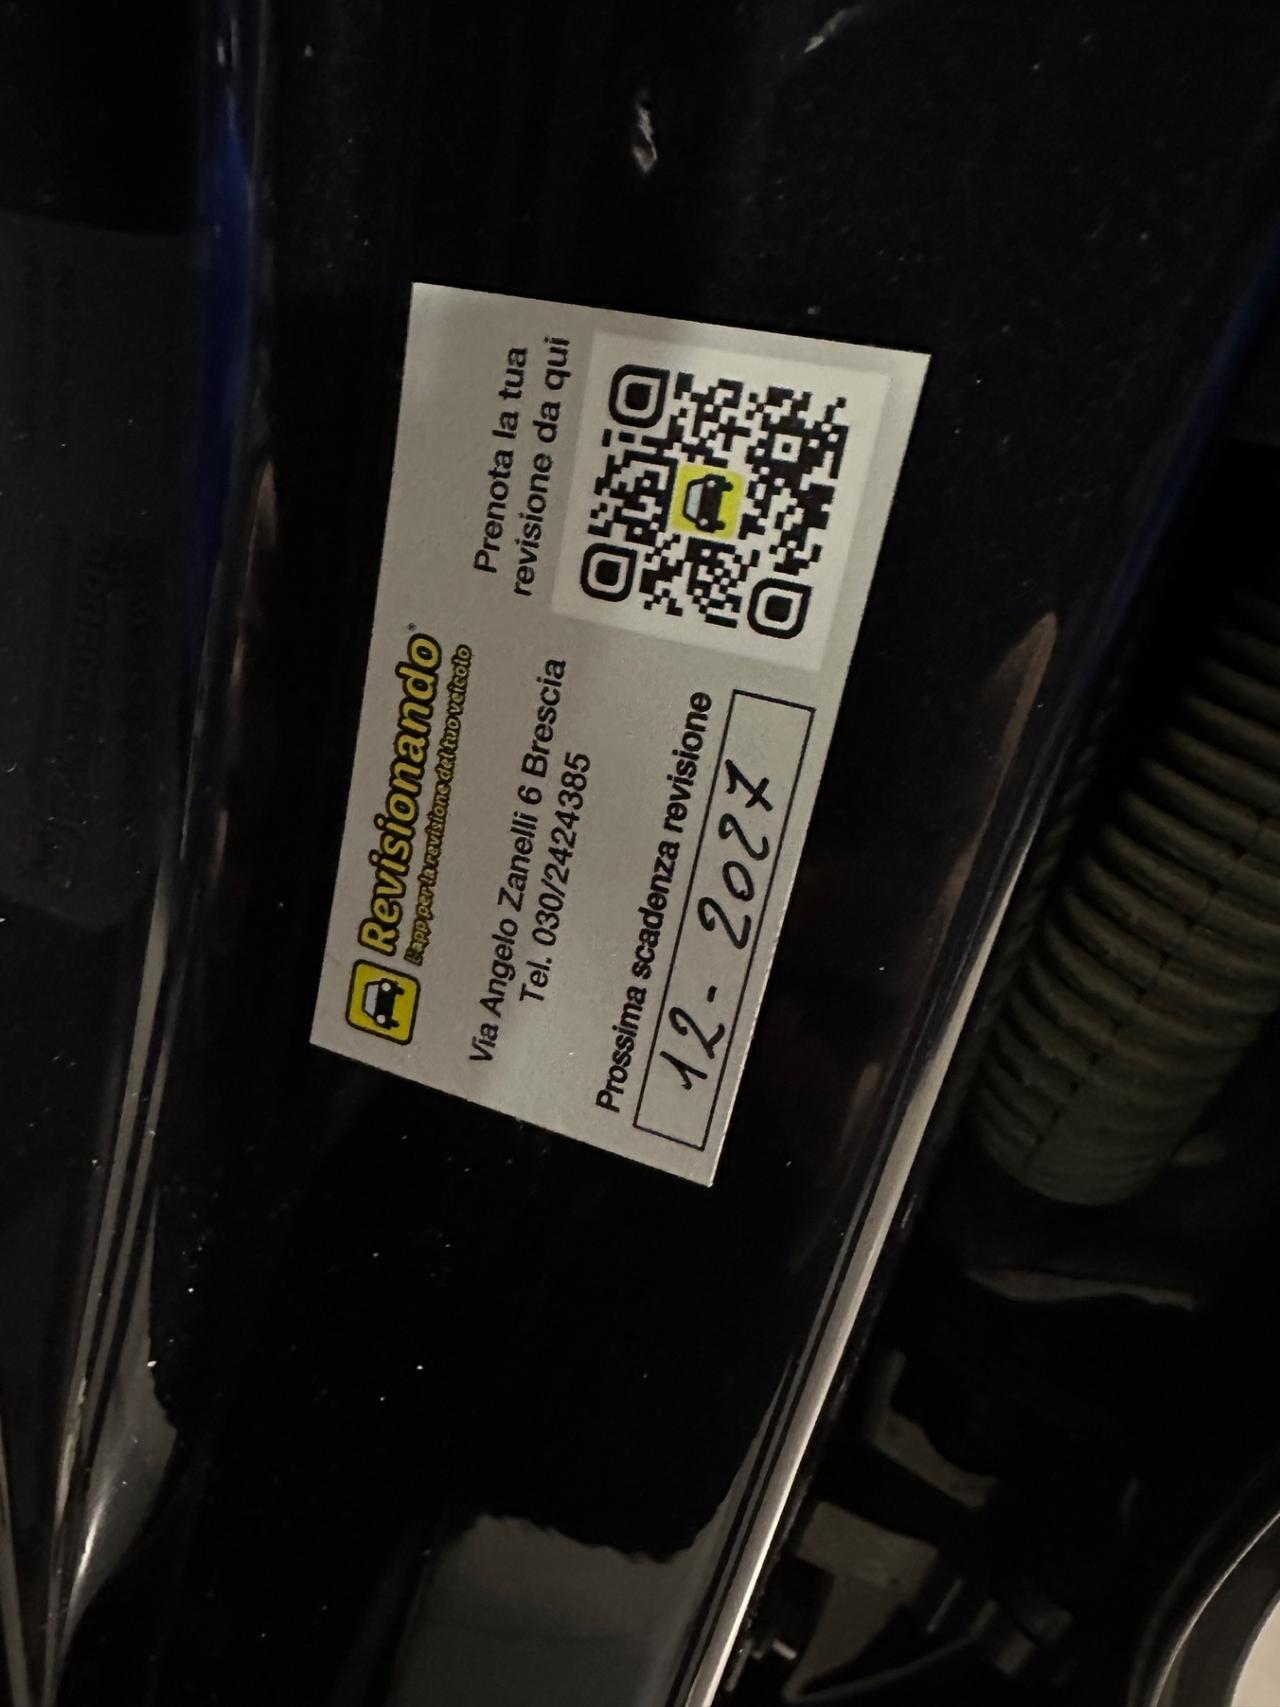 Revisionando®
L'app per la revisione del tuo veicolo
Via Angelo Zanelli 6 Brescia
Tel. 030/2424385
Prenota la tua
revisione da qui
Prossima scadenza revisione
12-2027